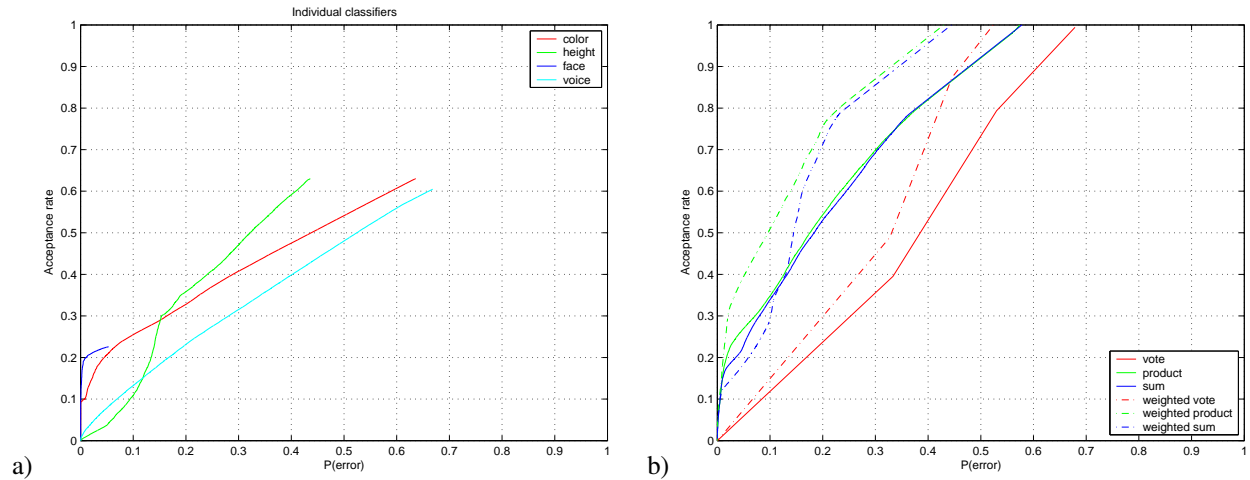 Individual classifiers
1
0.9
0.8
0.7
0.6
0.5
0.4
0.3
0.2
0.1
0
Acceptance rate
color
height
face
voice
0 0.1 0.2 0.3 0.4 0.5 0.6 0.7 0.8 0.9 1
P(error)
a)
1
0.9
0.8
0.7
0.6
0.5
0.4
0.3
0.2
0.1
0
Acceptance rate
vote
product
sum
weighted vote
weighted product
weighted sum
0 0.1 0.2 0.3 0.4 0.5 0.6 0.7 0.8 0.9 1
P(error)
b)